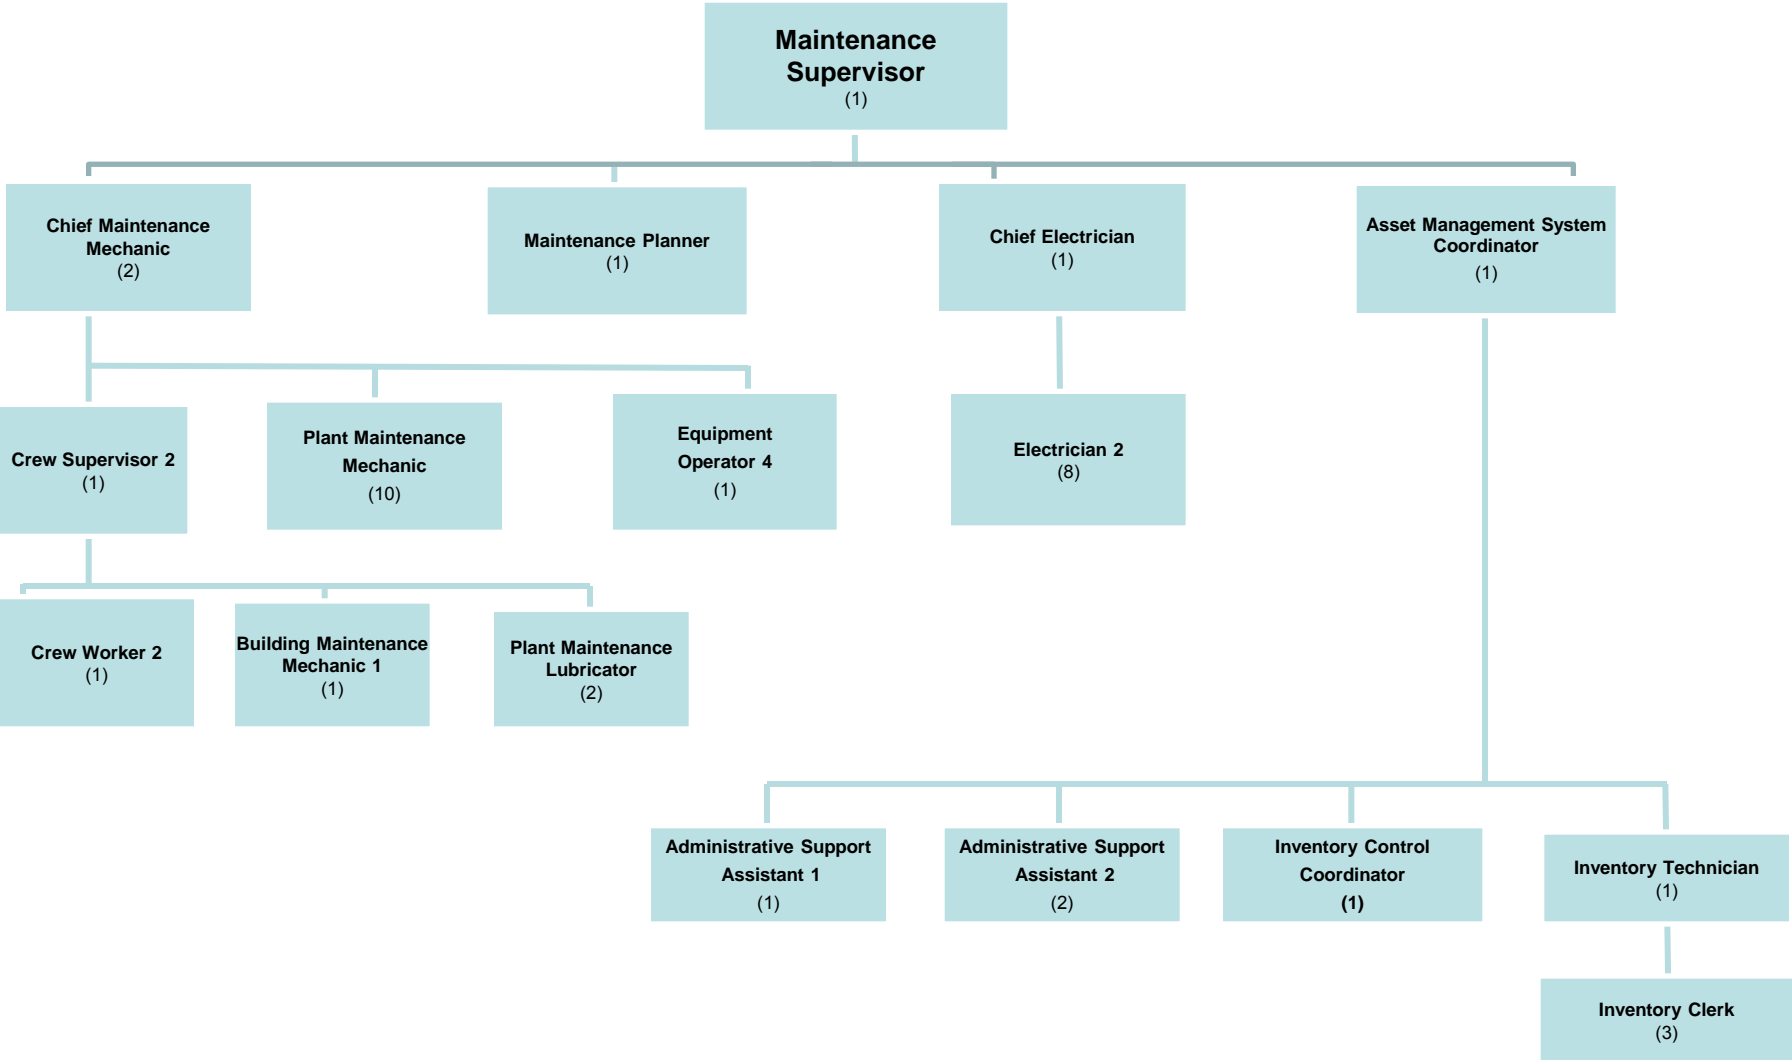 Maintenance
Supervisor
(1)
Chief Maintenance
Mechanic
(2)
Maintenance Planner
(1)
Chief Electrician
(1)
Asset Management System
Coordinator
(1)
Crew Supervisor 2
(1)
Plant Maintenance
Mechanic
(10)
Equipment
Operator 4
(1)
Electrician 2
(8)
Crew Worker 2
(1)
Building Maintenance
Mechanic 1
(1)
Plant Maintenance
Lubricator
(2)
Administrative Support
Assistant 1
(1)
Administrative Support
Assistant 2
(2)
Inventory Control
Coordinator
(1)
Inventory Technician
(1)
Inventory Clerk
(3)